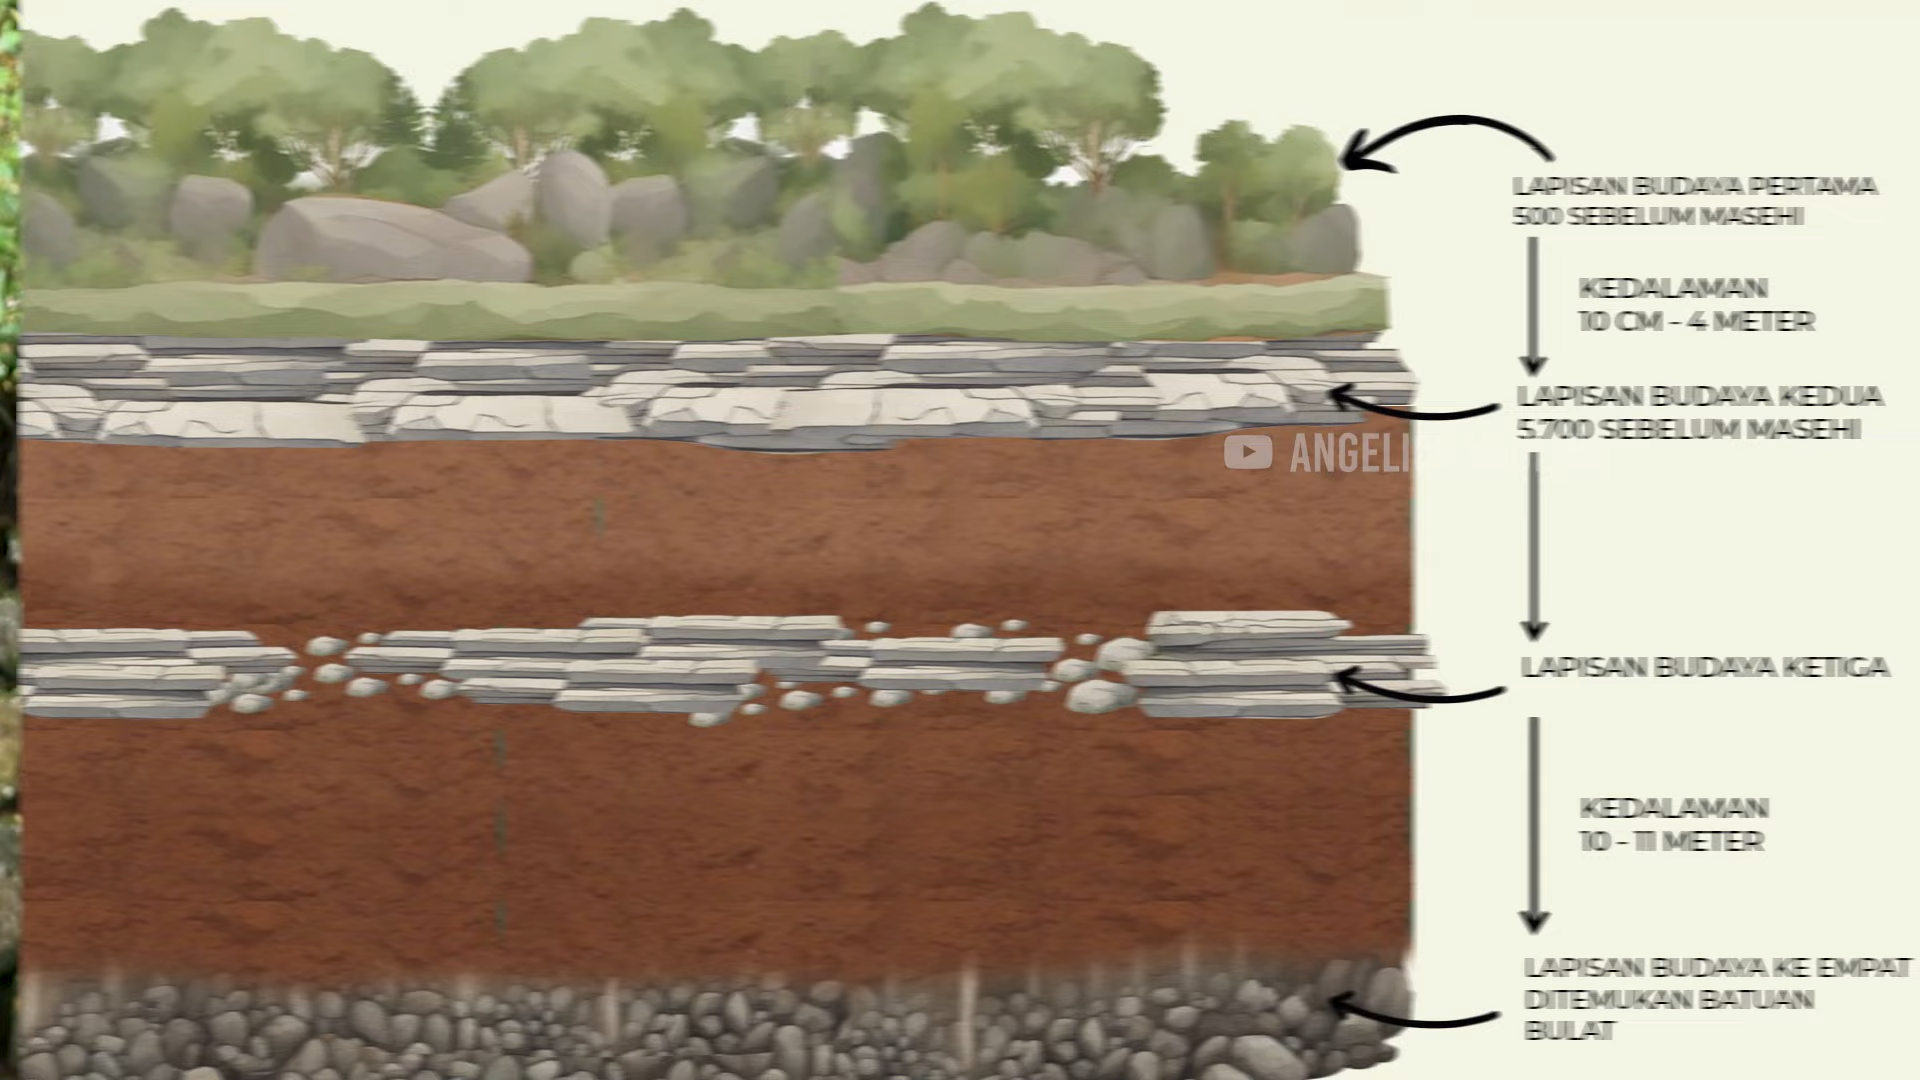 LAPISAN BUDAYA PERTAMA
500 SEBELUM MASEHI
KEDALAMAN
10 CM - 4 METER
LAPISAN BUDAYA KEDUA
5.700 SEBELUM MASEHI
ANGELI
LAPISAN BUDAYA KETIGA
KEDALAMAN
10 - 11 METER
LAPISAN BUDAYA KE EMPAT
DITEMUKAN BATUAN
BULAT